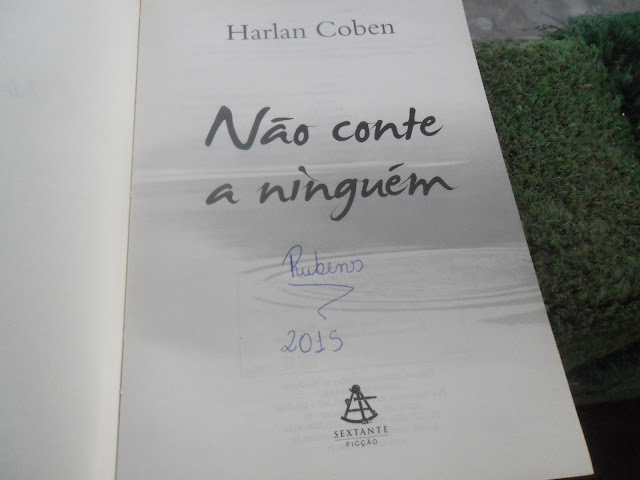 Harlan Coben
Não conte
a ninguém
Rubens
2015
SEXTANTE
FICÇÃO